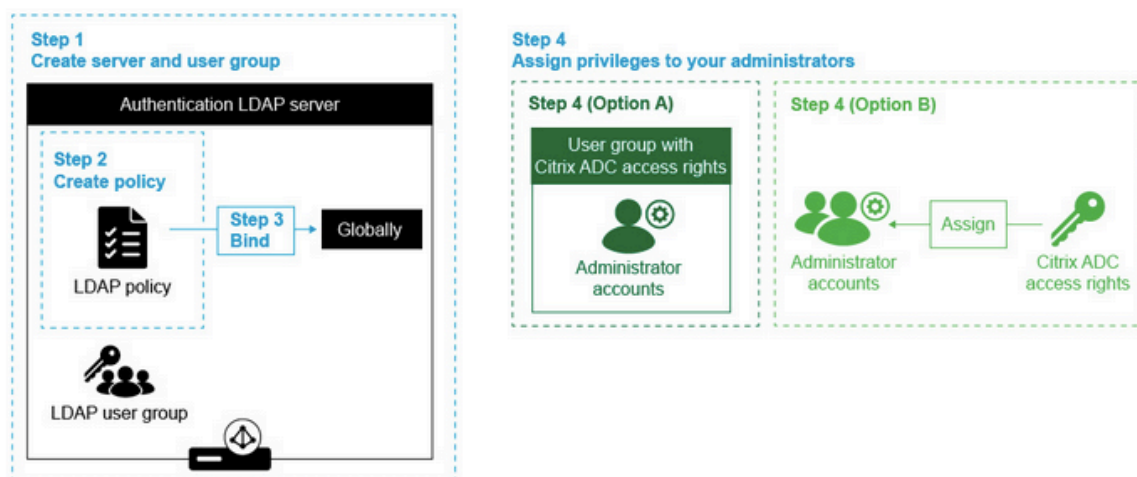 Step 1
Create server and user group
Authentication LDAP server
Step 2
Create policy
LDAP policy
Step 3
Bind
Globally
LDAP user group
Step 4
Assign privileges to your administrators
Step 4 (Option A)
User group with
Citrix ADC access rights
Administrator
accounts
Step 4 (Option B)
Administrator
accounts
Assign
Citrix ADC
access rights